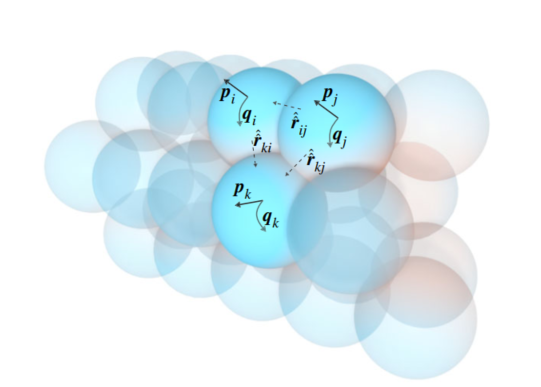 p_i
p_j
q_i
r̂_ij
q_j
r̂_ki
r̂_kj
p_k
q_k